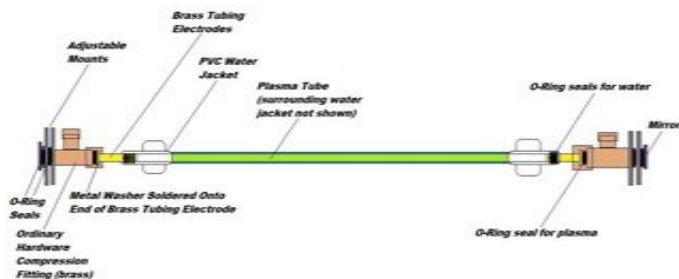 Brass Tubing
Electrodes
Adjustable
Mounts
PVC Water
Jacket
Plasma Tube
(surrounding water
jacket not shown)
O-Ring seals for water
Mirror
O-Ring
Seals
Metal Washer Soldered Onto
End of Brass Tubing Electrode
O-Ring seal for plasma
Ordinary
Hardware
Compression
Fitting (brass)